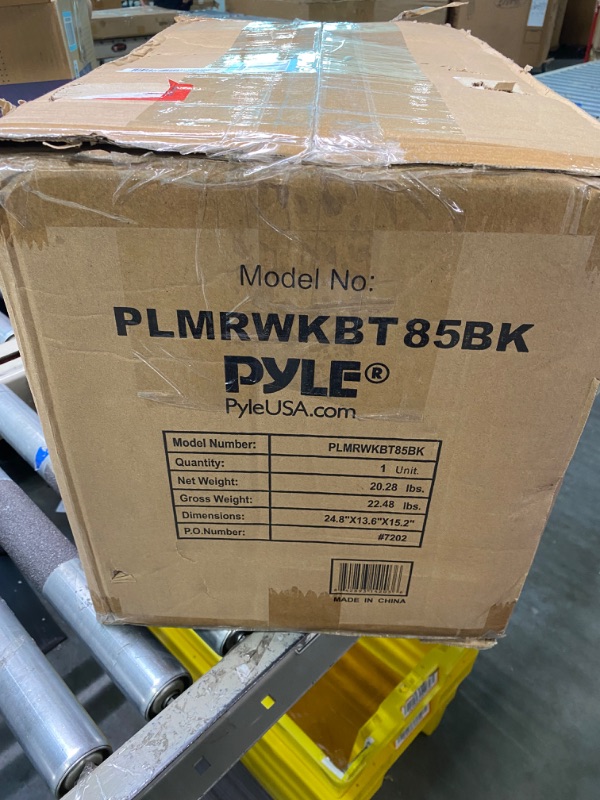 Model No:
PLMRWKBT85BK
PYLE®
PyleUSA.com
Model Number: PLMRWKBT85BK
Quantity: 1 Unit.
Net Weight: 20.28 lbs.
Gross Weight: 22.48 lbs.
Dimensions: 24.8"X13.6"X15.2"
P.O.Number: #7202
MADE IN CHINA